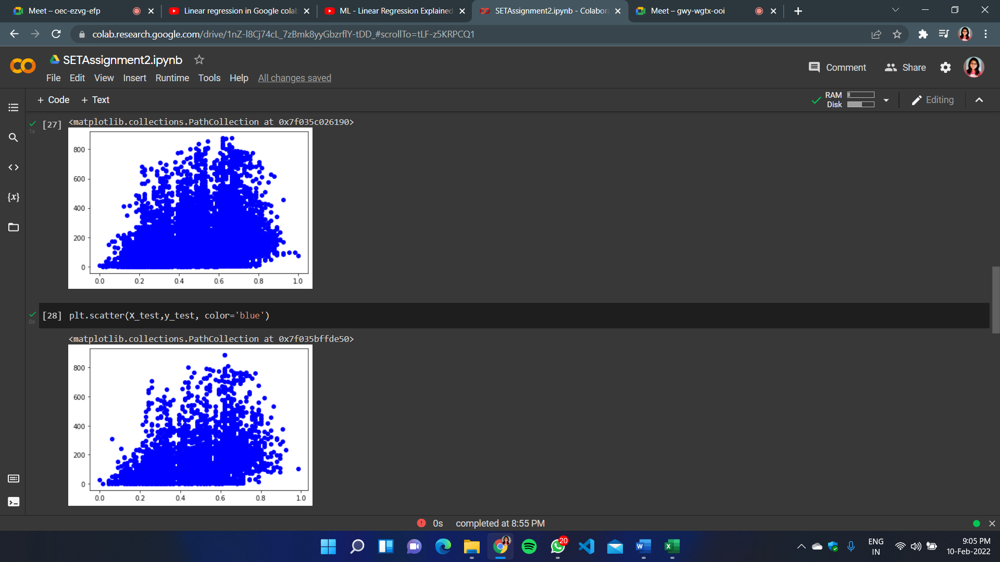 Meet – oec-ezvg-efp
Linear regression in Google colab
ML - Linear Regression Explained
SETAssignment2.ipynb - Colabora
Meet – gwy-wgtx-ooi
colab.research.google.com/drive/1nZ-l8Cj74cL_7zBmk8yyGbzrflY-tDD_#scrollTo=tLF-z5KRPCQ1
SETAssignment2.ipynb
Comment
Share
File Edit View Insert Runtime Tools Help All changes saved
+ Code + Text
RAM
Disk
Editing
1s
[27] <matplotlib.collections.PathCollection at 0x7f035c026190>
800
600
400
200
0
0.0 0.2 0.4 0.6 0.8 1.0
0s
[28] plt.scatter(X_test,y_test, color='blue')
<matplotlib.collections.PathCollection at 0x7f035bffde50>
800
600
400
200
0
0.0 0.2 0.4 0.6 0.8 1.0
{x}
0s completed at 8:55 PM
20
ENG
IN
9:05 PM
10-Feb-2022